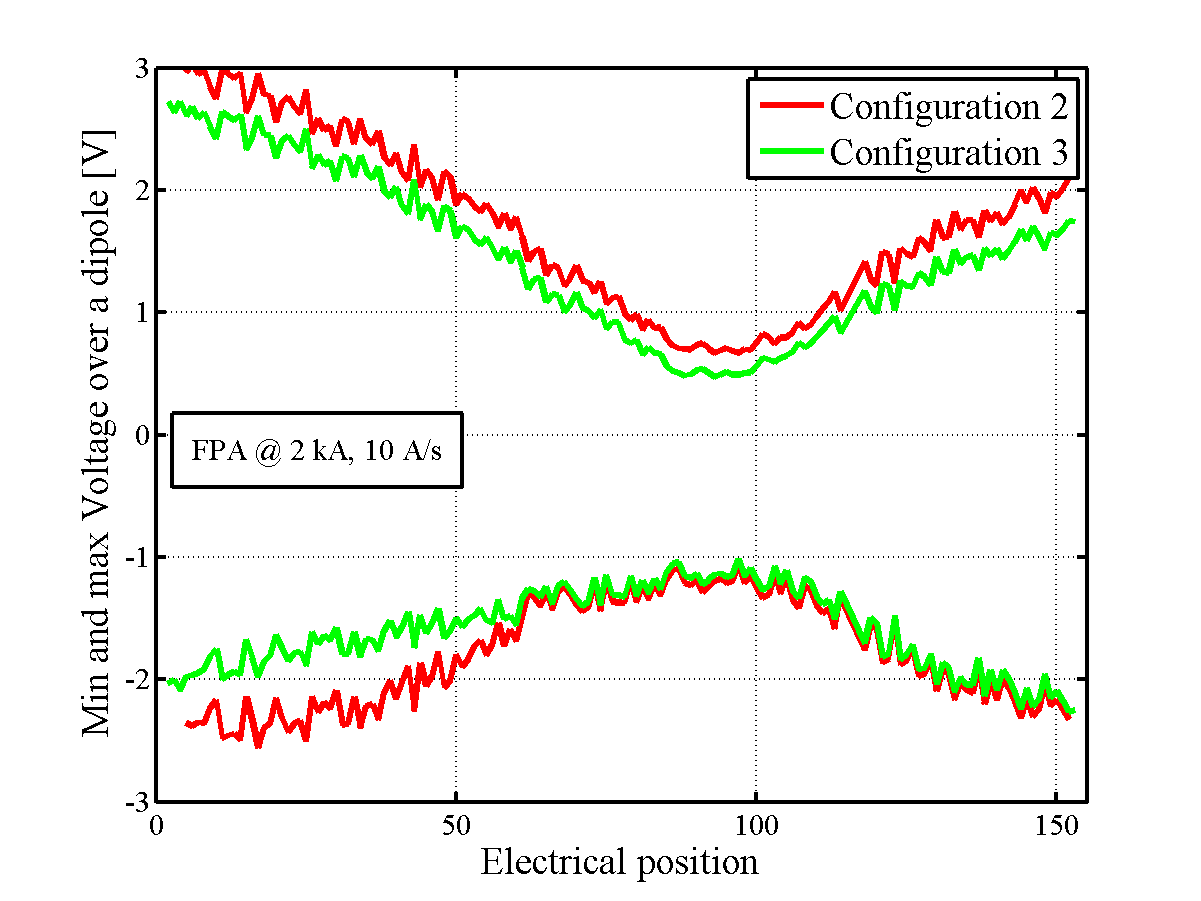 3
2
1
0
-1
-2
-3
0
50
100
150
Min and max Voltage over a dipole [V]
Electrical position
Configuration 2
Configuration 3
FPA @ 2 kA, 10 A/s